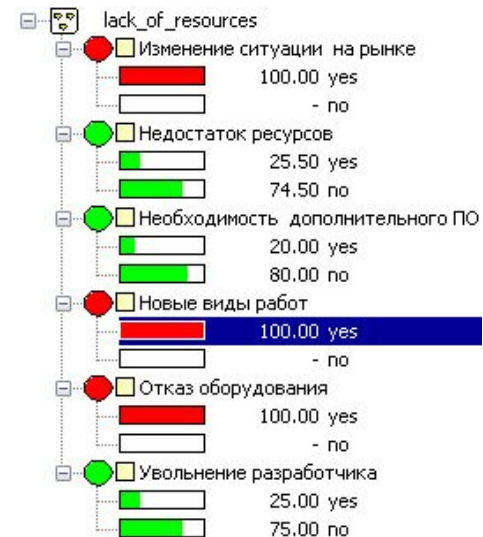 lack_of_resources
Изменение ситуации на рынке
100.00 yes
- no
Недостаток ресурсов
25.50 yes
74.50 no
Необходимость дополнительного ПО
20.00 yes
80.00 no
Новые виды работ
100.00 yes
- no
Отказ оборудования
100.00 yes
- no
Увольнение разработчика
25.00 yes
75.00 no